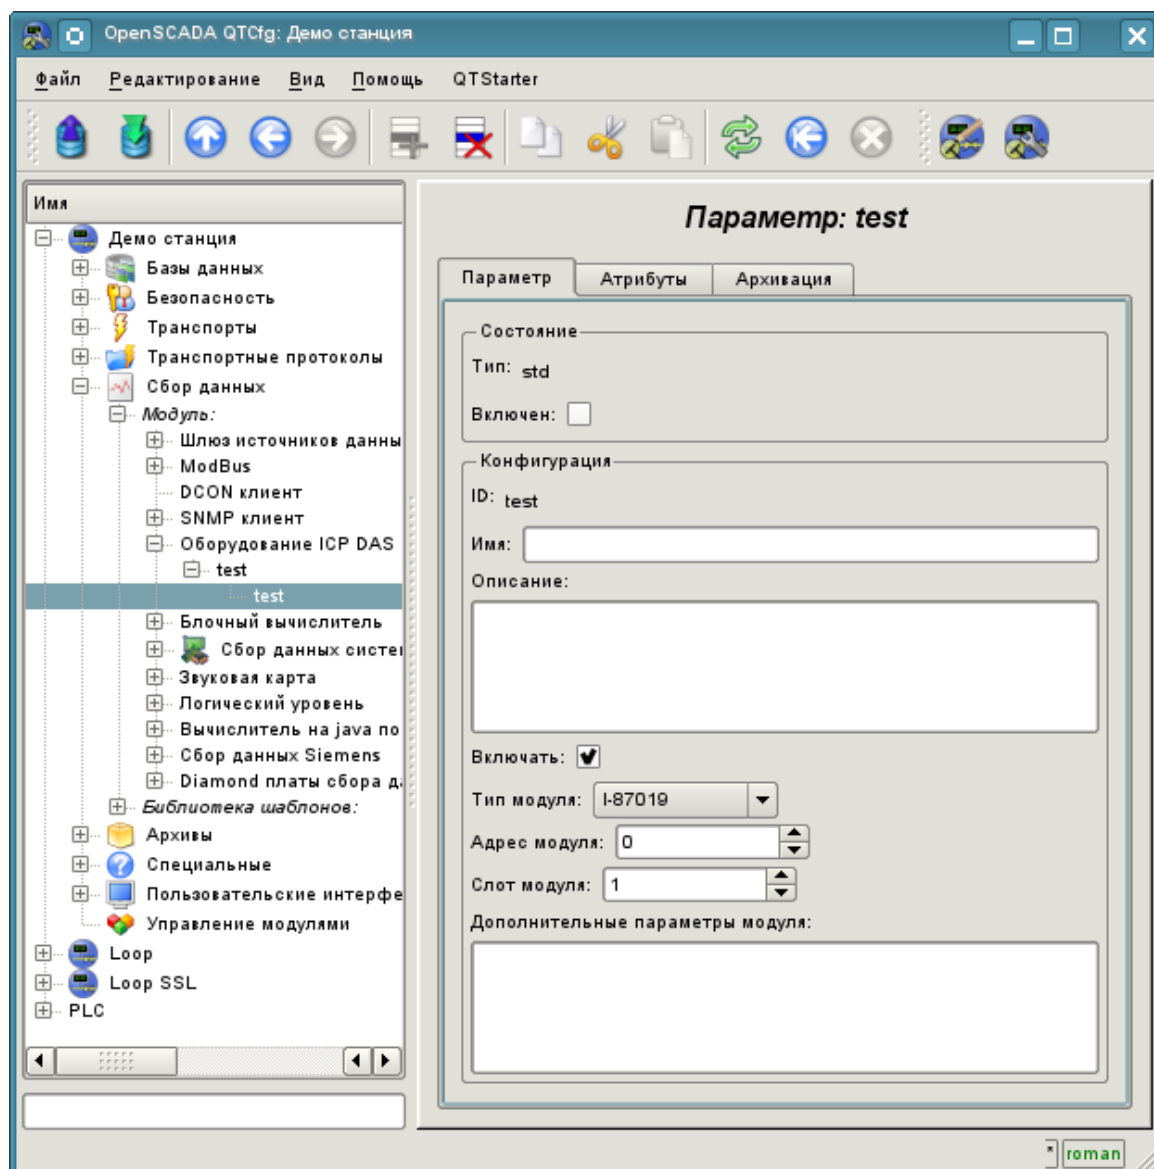 OpenSCADA QTCfg: Демо станция
Файл Редактирование Вид Помощь QTStarter
Имя
Демо станция
Базы данных
Безопасность
Транспорты
Транспортные протоколы
Сбор данных
Модуль:
Шлюз источников данны
ModBus
DCON клиент
SNMP клиент
Оборудование ICP DAS
test
test
Блочный вычислитель
Сбор данных систе
Звуковая карта
Логический уровень
Вычислитель на java по
Сбор данных Siemens
Diamond платы сбора д
Библиотека шаблонов:
Архивы
Специальные
Пользовательские интерфе
Управление модулями
Loop
Loop SSL
PLC
Параметр: test
Параметр Атрибуты Архивация
Состояние
Тип: std
Включен:
Конфигурация
ID: test
Имя:
Описание:
Включать:
Тип модуля: I-87019
Адрес модуля: 0
Слот модуля: 1
Дополнительные параметры модуля:
* roman